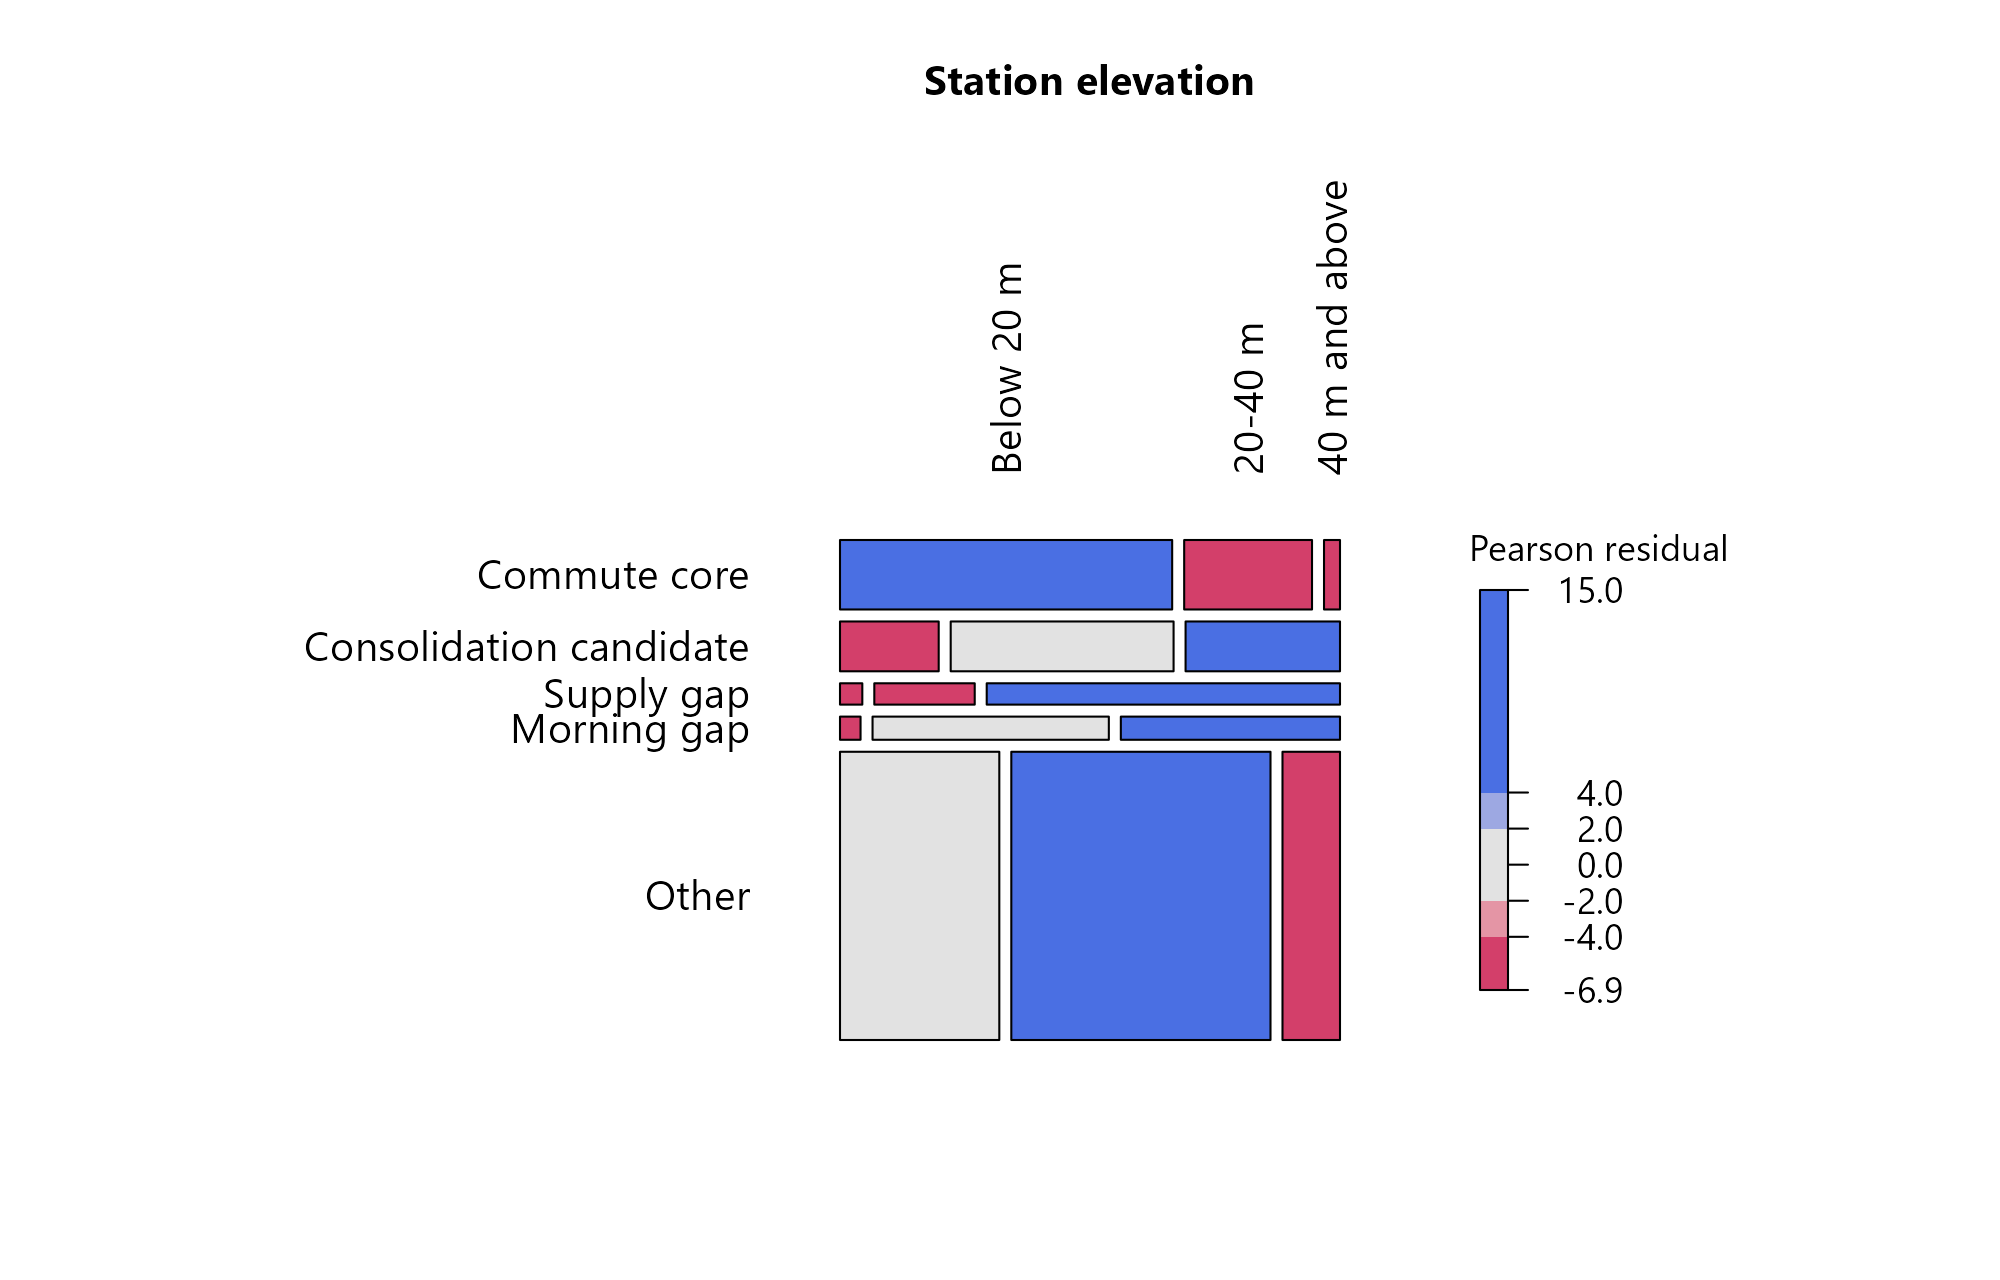 Station elevation
Below 20 m
20-40 m
40 m and above
Commute core
Consolidation candidate
Supply gap
Morning gap
Other
Pearson residual
15.0
4.0
2.0
0.0
-2.0
-4.0
-6.9